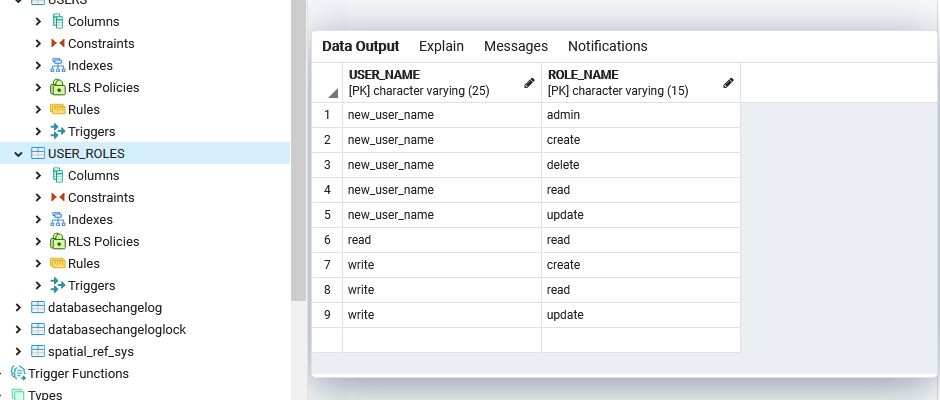 USERS
Columns
Constraints
Indexes
RLS Policies
Rules
Triggers
USER_ROLES
Columns
Constraints
Indexes
RLS Policies
Rules
Triggers
databasechangelog
databasechangeloglock
spatial_ref_sys
Trigger Functions
Types
Data Output Explain Messages Notifications
USER_NAME ROLE_NAME
[PK] character varying (25) [PK] character varying (15)
1 new_user_name admin
2 new_user_name create
3 new_user_name delete
4 new_user_name read
5 new_user_name update
6 read read
7 write create
8 write read
9 write update